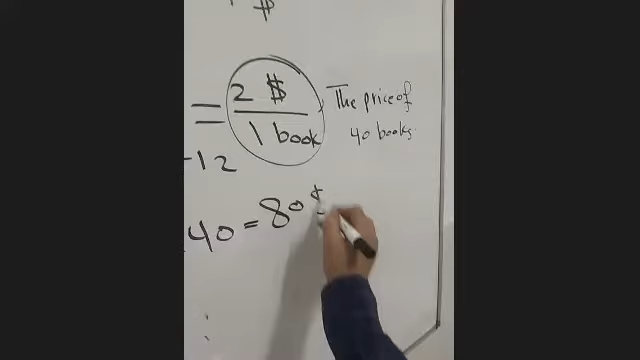 $
= 2 $ / 1 book
The price of
40 books
-12
40 = 80 $